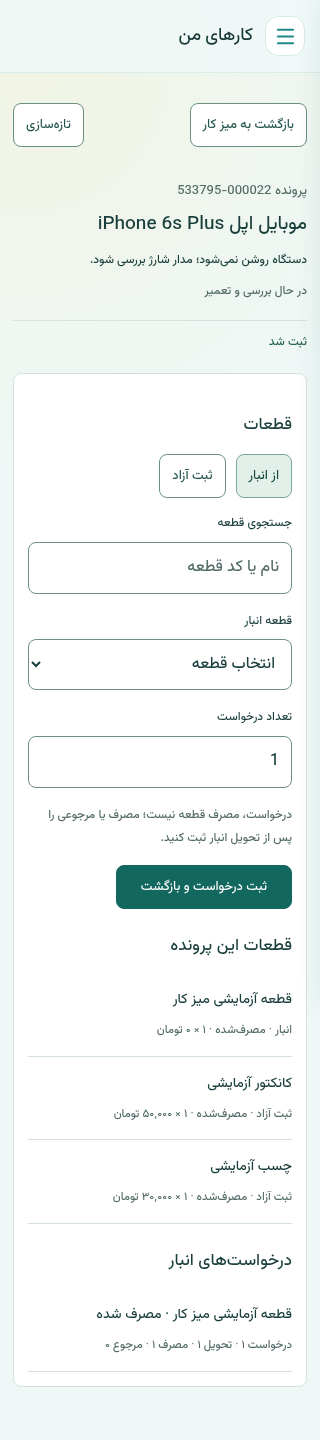 کارهای من
بازگشت به میز کار
تازه‌سازی
پرونده 000022-533795
موبایل اپل iPhone 6s Plus
دستگاه روشن نمی‌شود؛ مدار شارژ بررسی شود.
در حال بررسی و تعمیر
ثبت شد
قطعات
از انبار
ثبت آزاد
جستجوی قطعه
نام یا کد قطعه
قطعه انبار
انتخاب قطعه
تعداد درخواست
1
درخواست، مصرف قطعه نیست؛ مصرف یا مرجوعی را
پس از تحویل انبار ثبت کنید.
ثبت درخواست و بازگشت
قطعات این پرونده
قطعه آزمایشی میز کار
انبار · مصرف‌شده · ۱ × ۰ تومان
کانکتور آزمایشی
ثبت آزاد · مصرف‌شده · ۱ × ۵۰,۰۰۰ تومان
چسب آزمایشی
ثبت آزاد · مصرف‌شده · ۱ × ۳۰,۰۰۰ تومان
درخواست‌های انبار
قطعه آزمایشی میز کار · مصرف شده
درخواست ۱ · تحویل ۱ · مصرف ۱ · مرجوع ۰